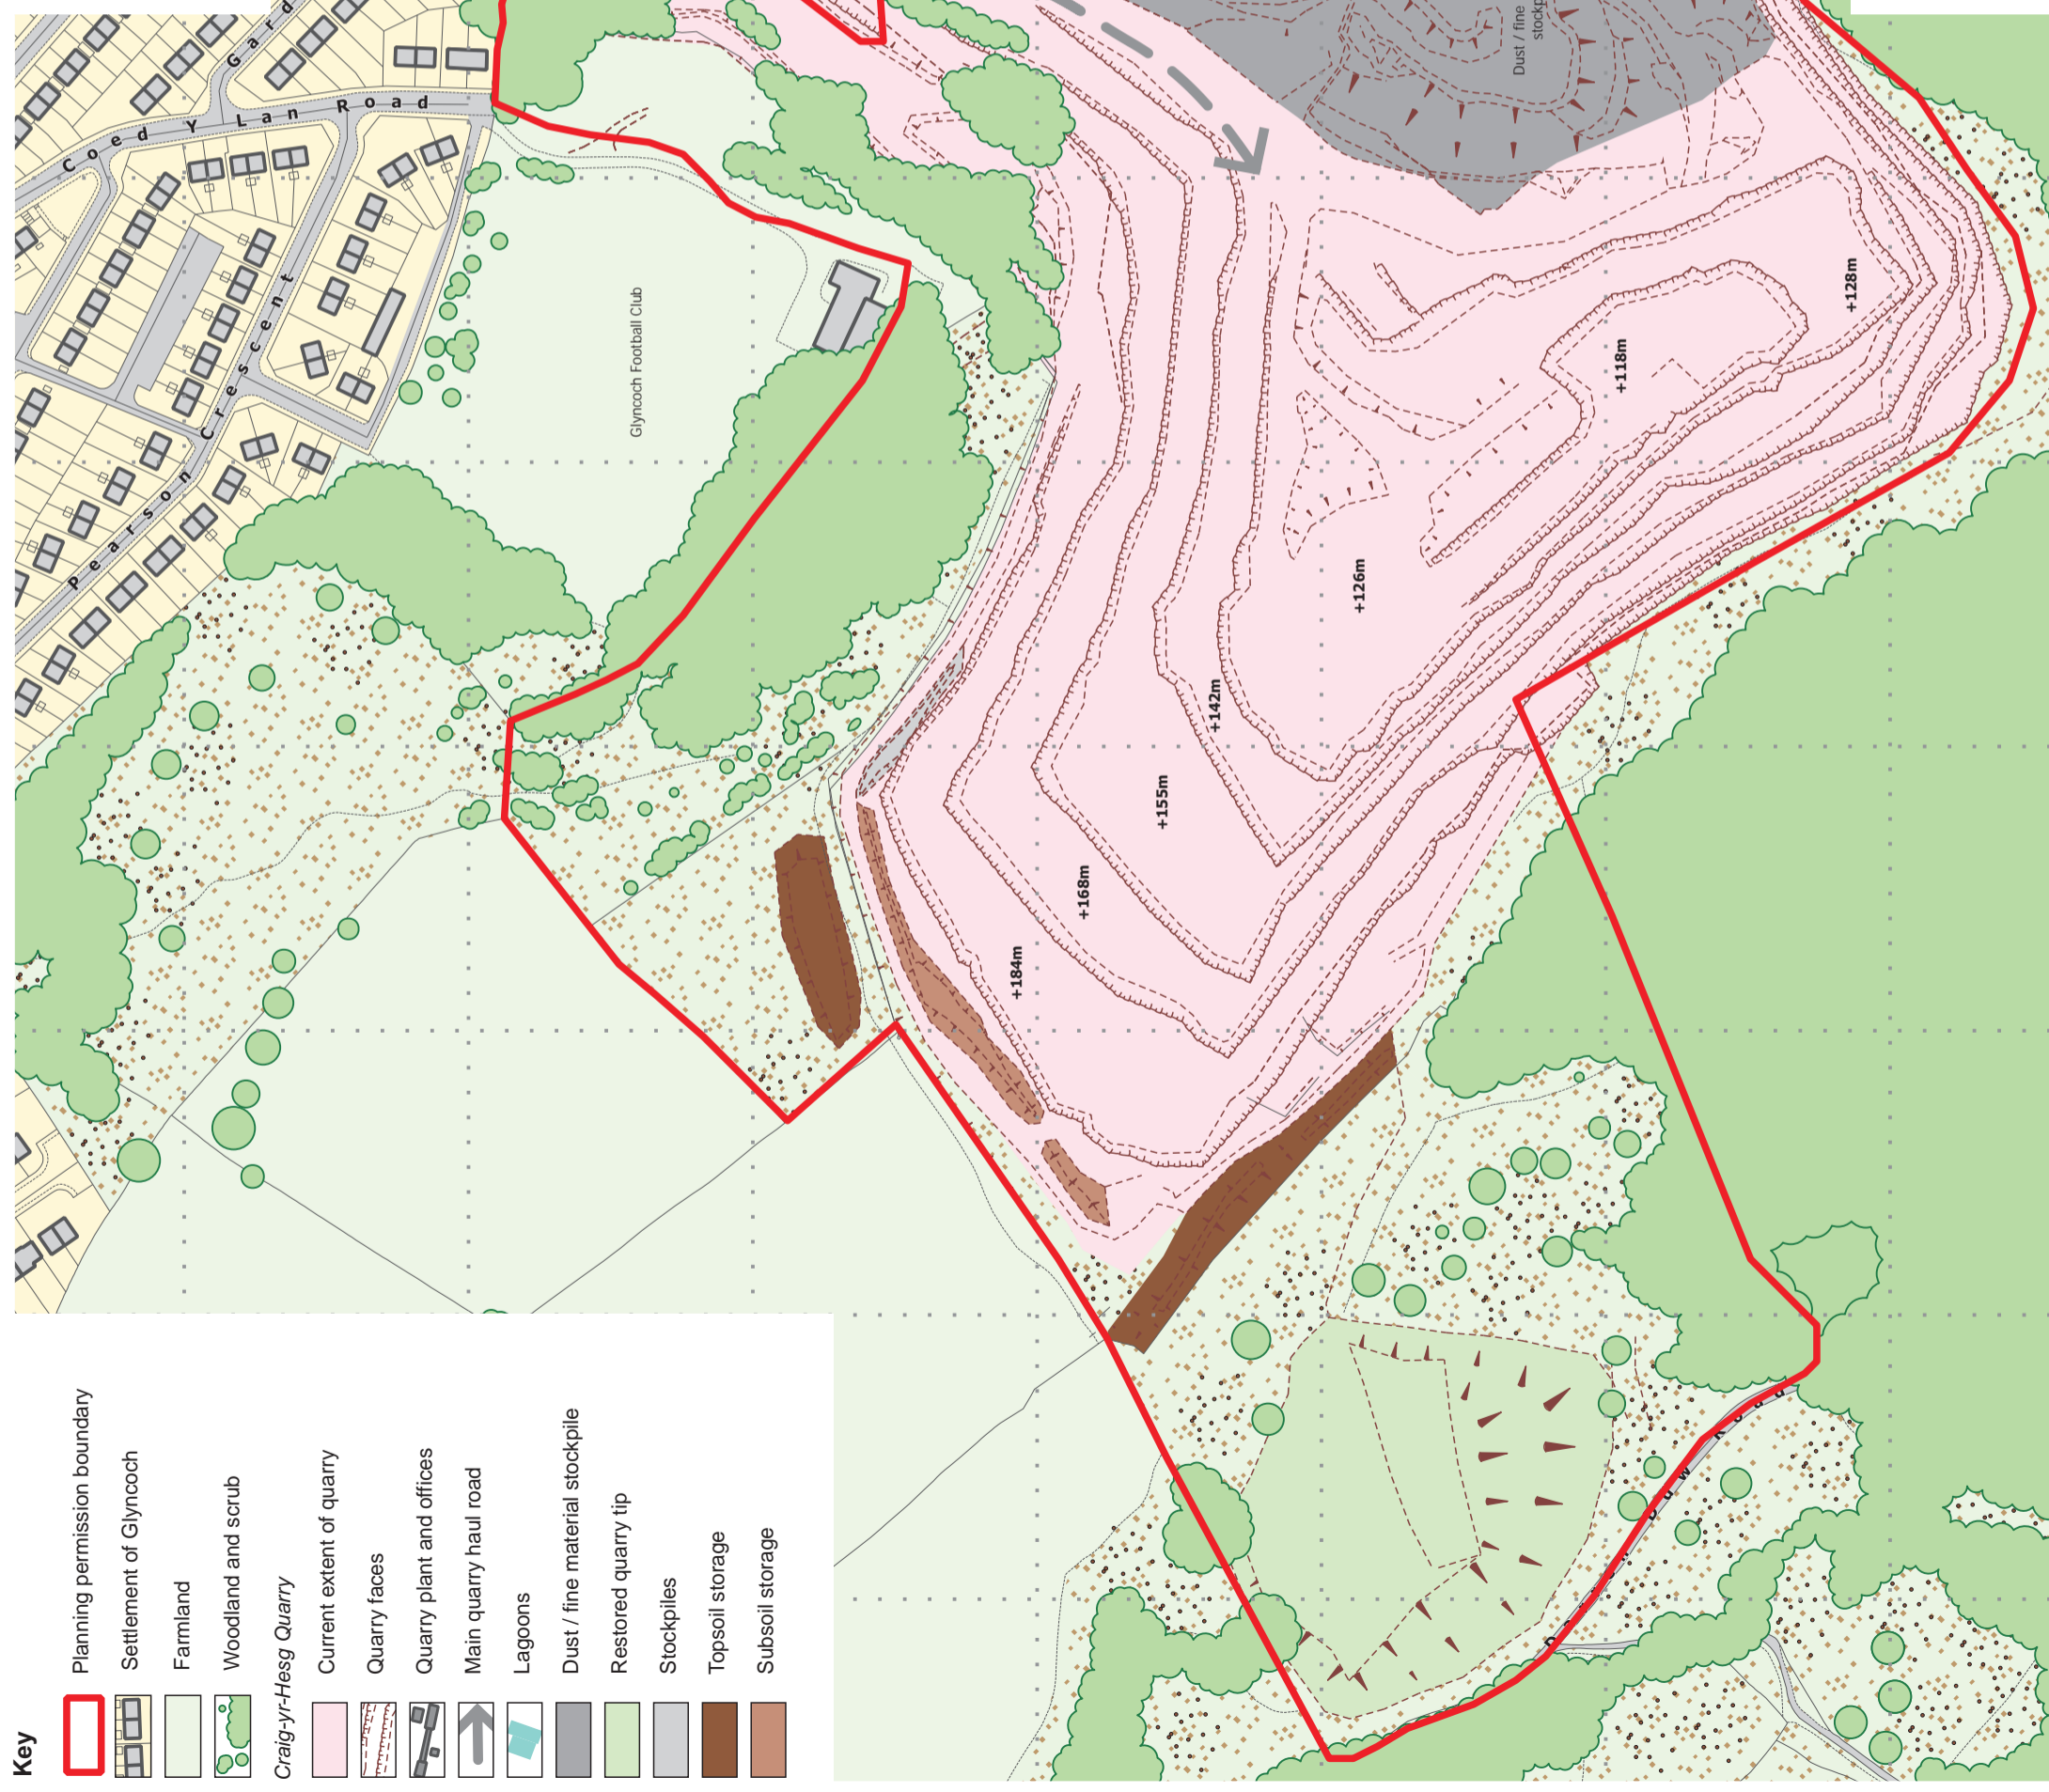 Key
Planning permission boundary
Settlement of Glyncoch
Farmland
Woodland and scrub
Craig-yr-Hesg Quarry
Current extent of quarry
Quarry faces
Quarry plant and offices
Main quarry haul road
Lagoons
Dust / fine material stockpile
Restored quarry tip
Stockpiles
Topsoil storage
Subsoil storage
Coed Y Lan Road
Gard
Pearson Crescent
Glyncoch Football Club
Dust / fine
stockp
+128m
+118m
+126m
+142m
+155m
+168m
+184m